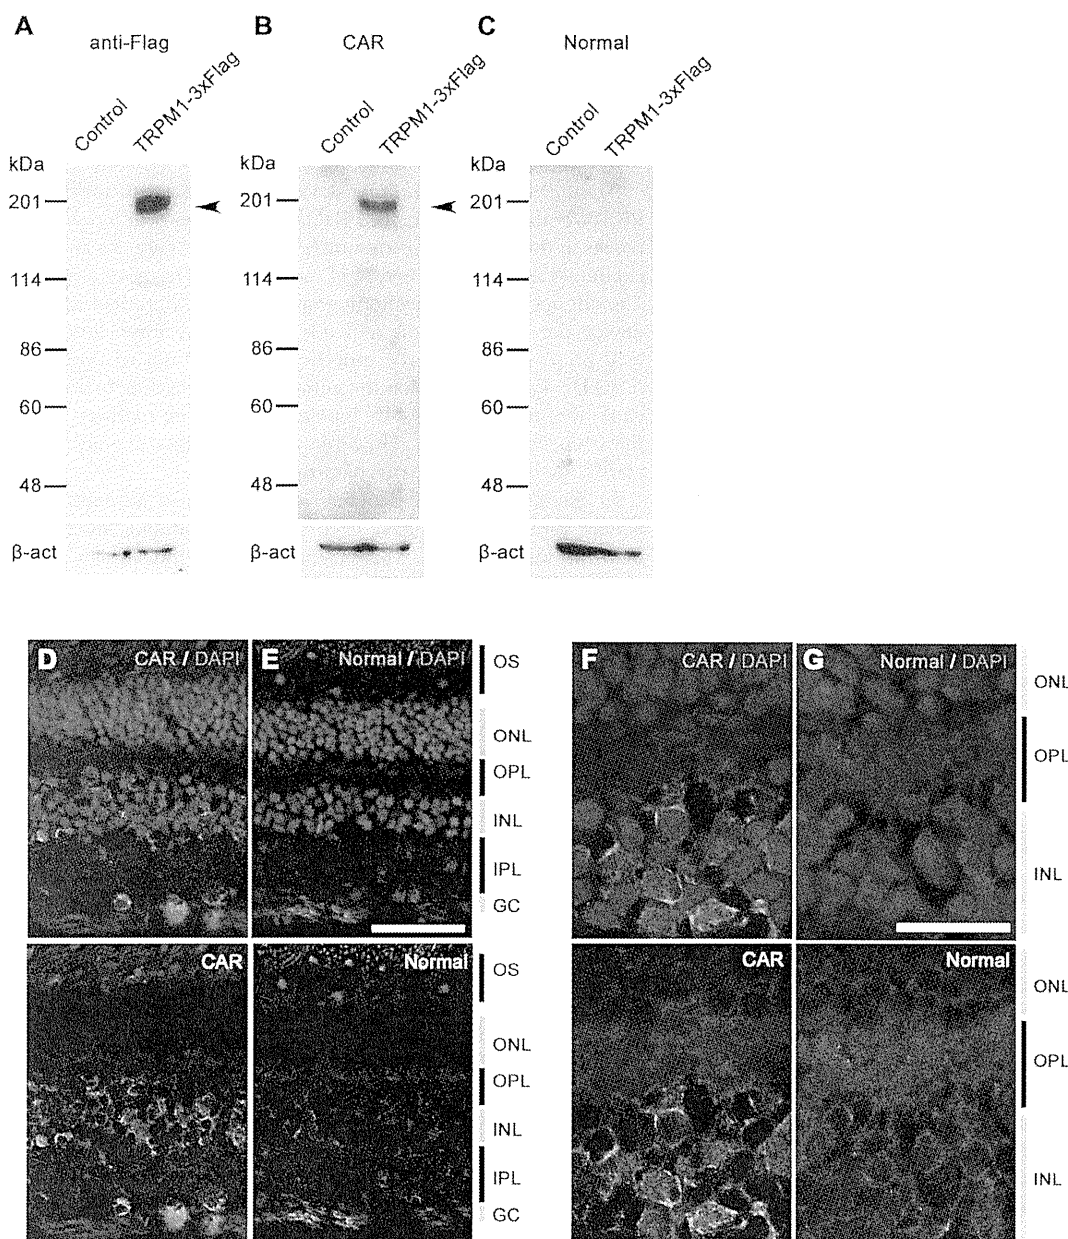 A
anti-Flag
Control
TRPM1-3xFlag
kDa
201
114
86
60
48
β-act
B
CAR
Control
TRPM1-3xFlag
kDa
201
114
86
60
48
β-act
C
Normal
Control
TRPM1-3xFlag
kDa
201
114
86
60
48
β-act
D
CAR / DAPI
E
Normal / DAPI
OS
ONL
OPL
INL
IPL
GC
CAR
Normal
OS
ONL
OPL
INL
IPL
GC
F
CAR / DAPI
G
Normal / DAPI
ONL
OPL
INL
CAR
Normal
ONL
OPL
INL